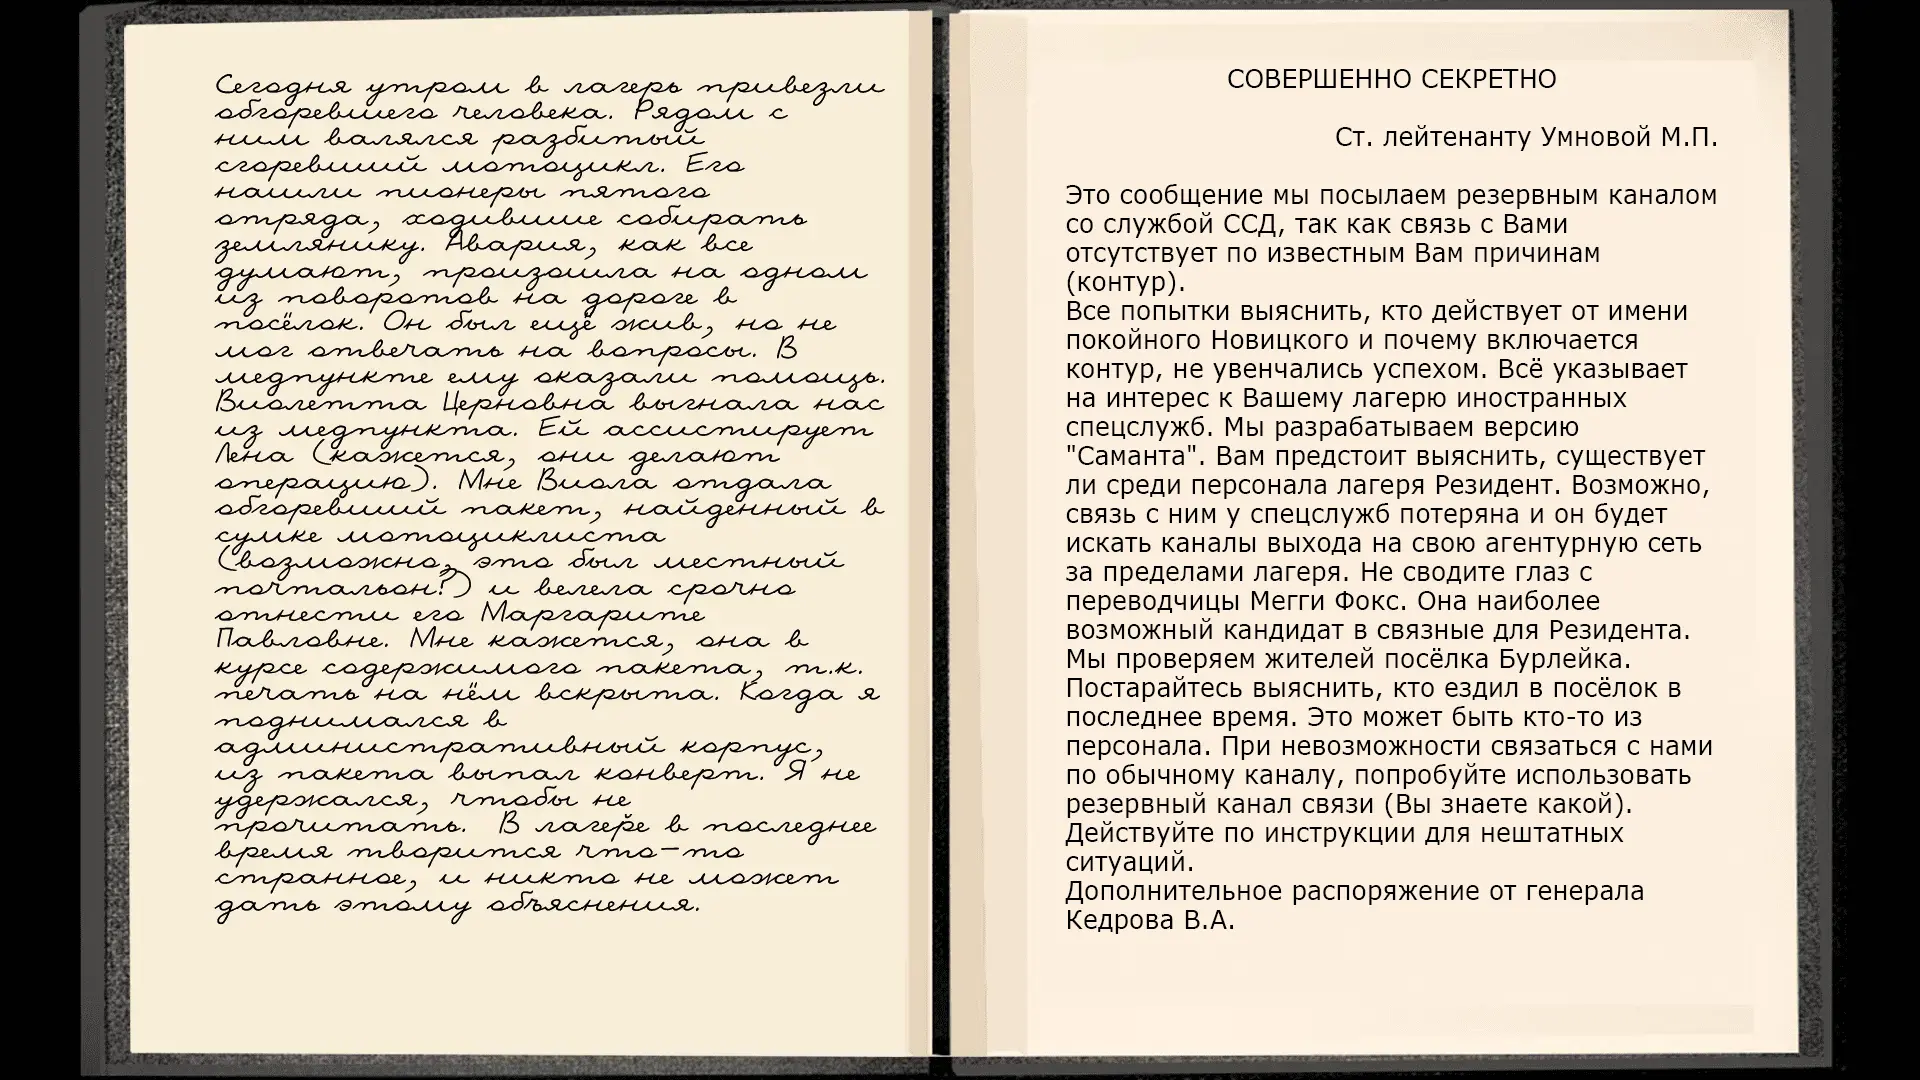 Сегодня утром в лагерь привезли
обгоревшего человека. Рядом с
ним валялся разбитый
сгоревший мотоцикл. Его
нашли пионеры пятого
отряда, ходившие собирать
землянику. Авария, как все
думают, произошла на одном
из поворотов на дороге в
посёлок. Он был ещё жив, но не
мог отвечать на вопросы. В
медпункте ему оказали помощь.
Виолетта Церновна выгнала нас
из медпункта. Ей ассистирует
Лена (кажется, они делают
операцию). Мне Виола отдала
обгоревший пакет, найденный в
сумке мотоциклиста
(возможно, это был местный
почтальон?) и велела срочно
отнести его Маргарите
Павловне. Мне кажется, она в
курсе содержимого пакета, т.к.
печать на нём вскрыта. Когда я
поднимался в
административный корпус,
из пакета выпал конверт. Я не
удержался, чтобы не
прочитать. В лагере в последнее
время творится что-то
странное, и никто не может
дать этому объяснения.
СОВЕРШЕННО СЕКРЕТНО
Ст. лейтенанту Умновой М.П.
Это сообщение мы посылаем резервным каналом
со службой ССД, так как связь с Вами
отсутствует по известным Вам причинам
(контур).
Все попытки выяснить, кто действует от имени
покойного Новицкого и почему включается
контур, не увенчались успехом. Всё указывает
на интерес к Вашему лагерю иностранных
спецслужб. Мы разрабатываем версию
"Саманта". Вам предстоит выяснить, существует
ли среди персонала лагеря Резидент. Возможно,
связь с ним у спецслужб потеряна и он будет
искать каналы выхода на свою агентурную сеть
за пределами лагеря. Не сводите глаз с
переводчицы Мегги Фокс. Она наиболее
возможный кандидат в связные для Резидента.
Мы проверяем жителей посёлка Бурлейка.
Постарайтесь выяснить, кто ездил в посёлок в
последнее время. Это может быть кто-то из
персонала. При невозможности связаться с нами
по обычному каналу, попробуйте использовать
резервный канал связи (Вы знаете какой).
Действуйте по инструкции для нештатных
ситуаций.
Дополнительное распоряжение от генерала
Кедрова В.А.